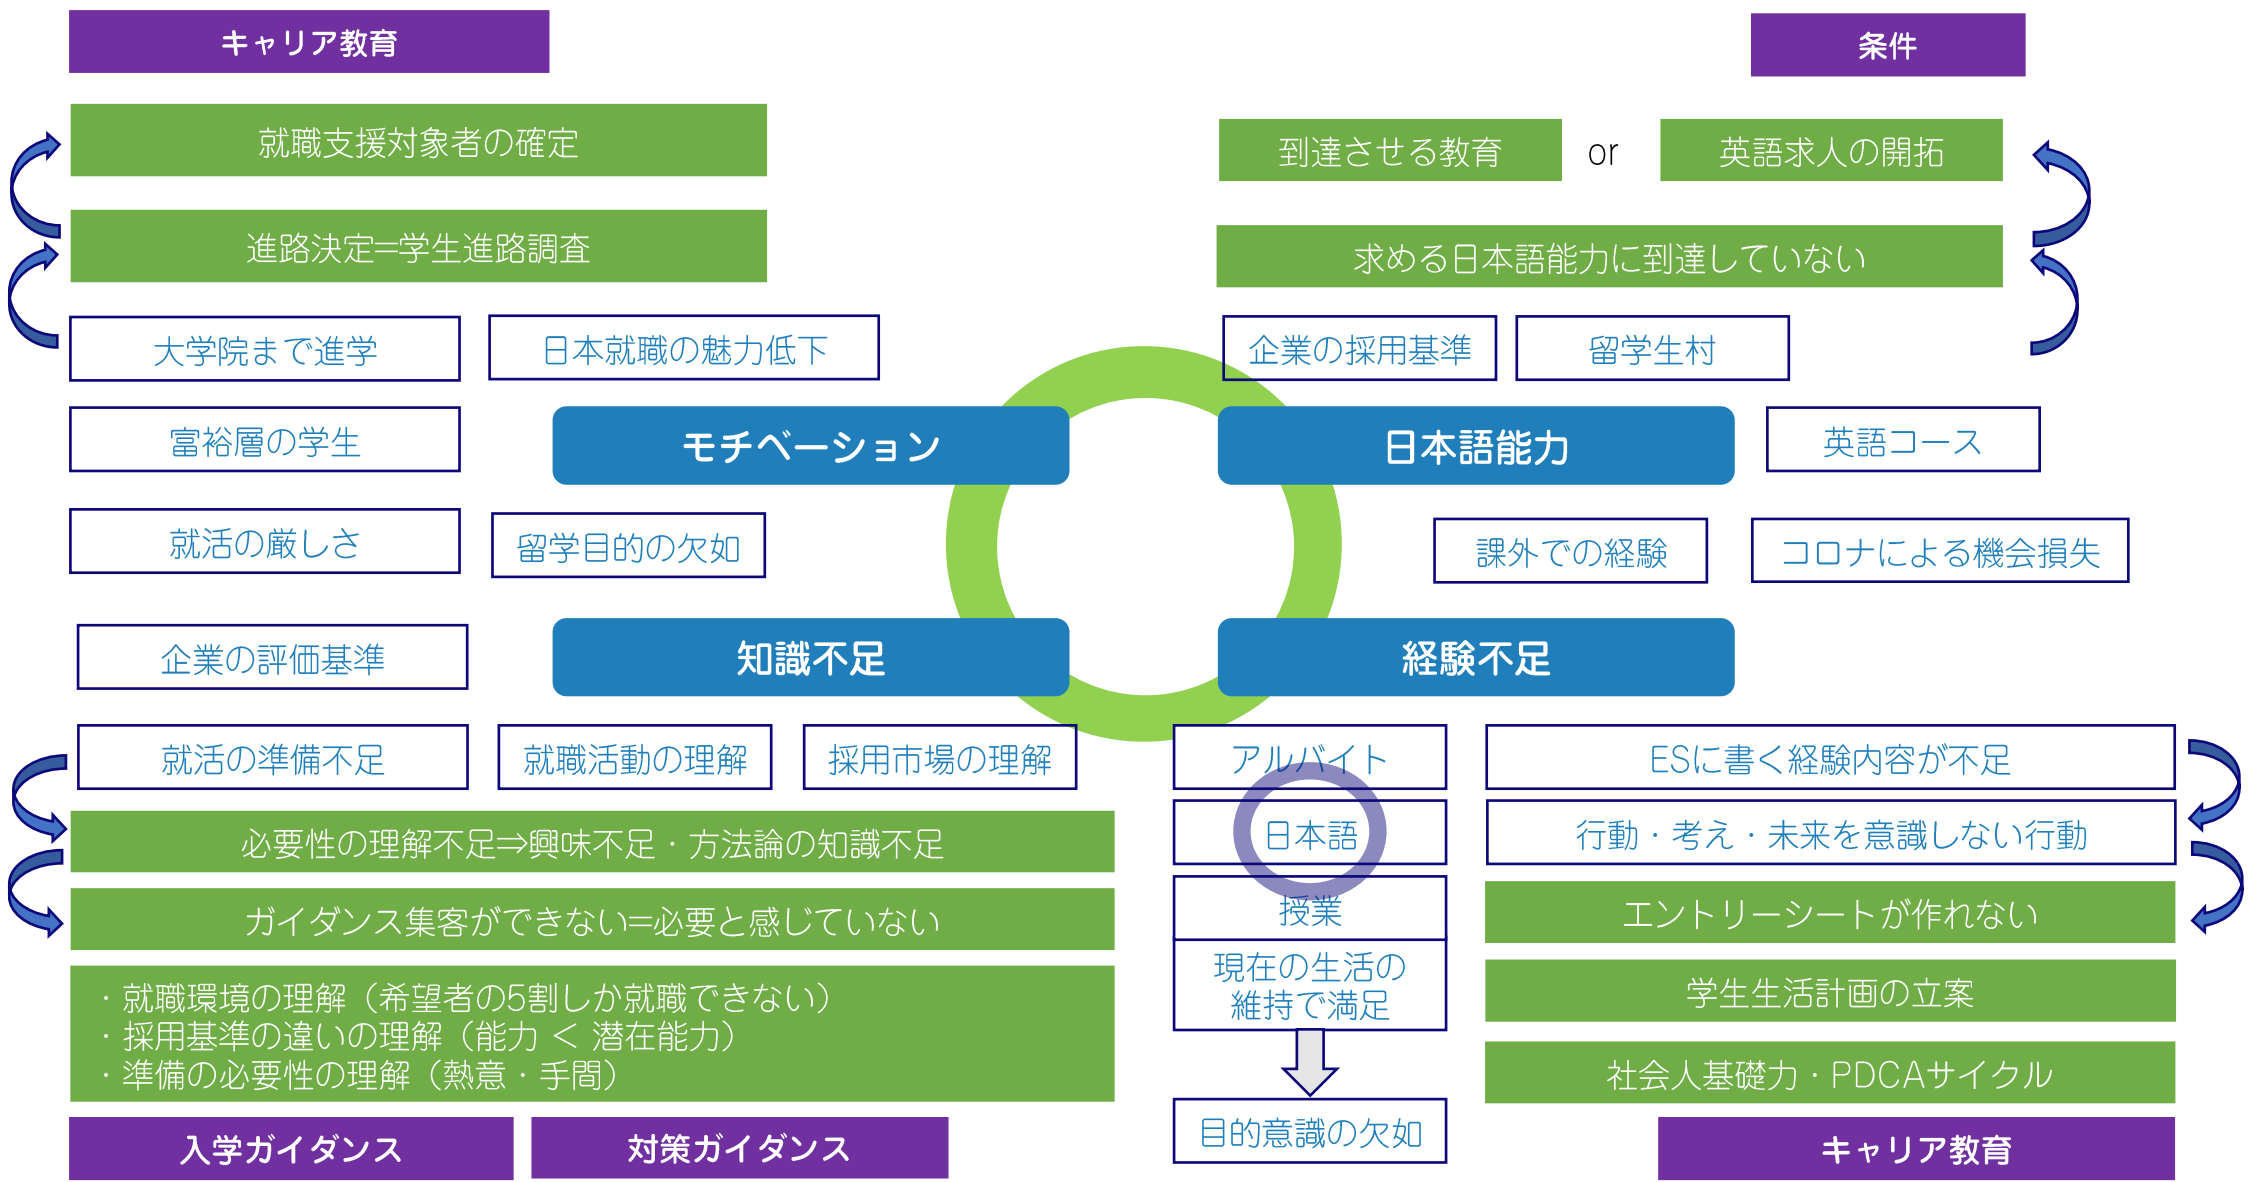 キャリア教育
条件
就職支援対象者の確定
到達させる教育
or
英語求人の開拓
進路決定=学生進路調査
求める日本語能力に到達していない
大学院まで進学
日本就職の魅力低下
企業の採用基準
留学生村
富裕層の学生
モチベーション
日本語能力
英語コース
就活の厳しさ
留学目的の欠如
課外での経験
コロナによる機会損失
企業の評価基準
知識不足
経験不足
就活の準備不足
就職活動の理解
採用市場の理解
アルバイト
ESに書く経験内容が不足
必要性の理解不足⇒興味不足・方法論の知識不足
日本語
行動・考え・未来を意識しない行動
ガイダンス集客ができない=必要と感じていない
授業
エントリーシートが作れない
現在の生活の
維持で満足
学生生活計画の立案
・就職環境の理解（希望者の5割しか就職できない）
・採用基準の違いの理解（能力 < 潜在能力）
・準備の必要性の理解（熱意・手間）
社会人基礎力・PDCAサイクル
入学ガイダンス
対策ガイダンス
目的意識の欠如
キャリア教育